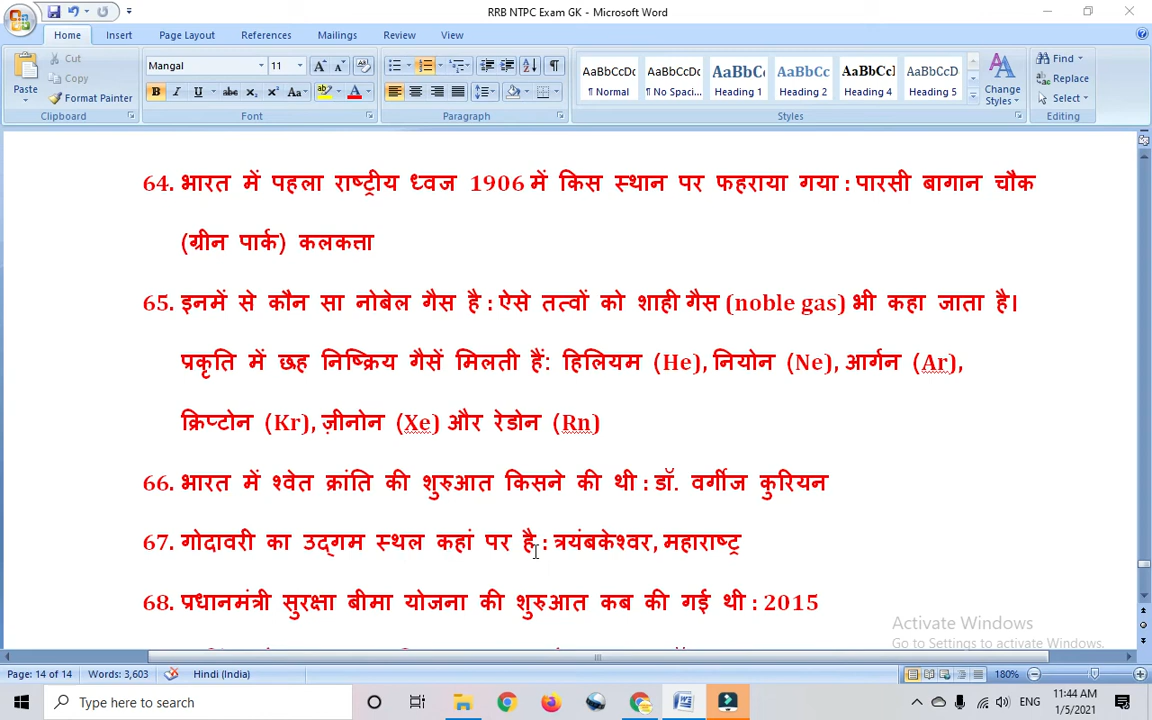 RRB NTPC Exam GK - Microsoft Word
Home Insert Page Layout References Mailings Review View
Paste
Cut
Copy
Format Painter
Clipboard
Mangal 11
B I U abc X₂ X² Aa
Font
Paragraph
AaBbCcDc AaBbCcDc AaBbC AaBbCc AaBbCcI AaBbCcD
¶ Normal ¶ No Spaci... Heading 1 Heading 2 Heading 4 Heading 5
Change Styles
Styles
Find
Replace
Select
Editing
64. भारत में पहला राष्ट्रीय ध्वज 1906 में किस स्थान पर फहराया गया : पारसी बागान चौक
(ग्रीन पार्क) कलकत्ता
65. इनमें से कौन सा नोबेल गैस है : ऐसे तत्वों को शाही गैस (noble gas) भी कहा जाता है।
प्रकृति में छह निष्क्रिय गैसें मिलती हैं: हिलियम (He), नियोन (Ne), आर्गन (Ar),
क्रिप्टोन (Kr), ज़ीनोन (Xe) और रेडोन (Rn)
66. भारत में श्वेत क्रांति की शुरुआत किसने की थी : डॉ. वर्गीज कुरियन
67. गोदावरी का उद्गम स्थल कहां पर है : त्रयंबकेश्वर, महाराष्ट्र
68. प्रधानमंत्री सुरक्षा बीमा योजना की शुरुआत कब की गई थी : 2015
Activate Windows
Go to Settings to activate Windows.
Page: 14 of 14 Words: 3,603 Hindi (India) 180%
Type here to search
ENG
11:44 AM
1/5/2021